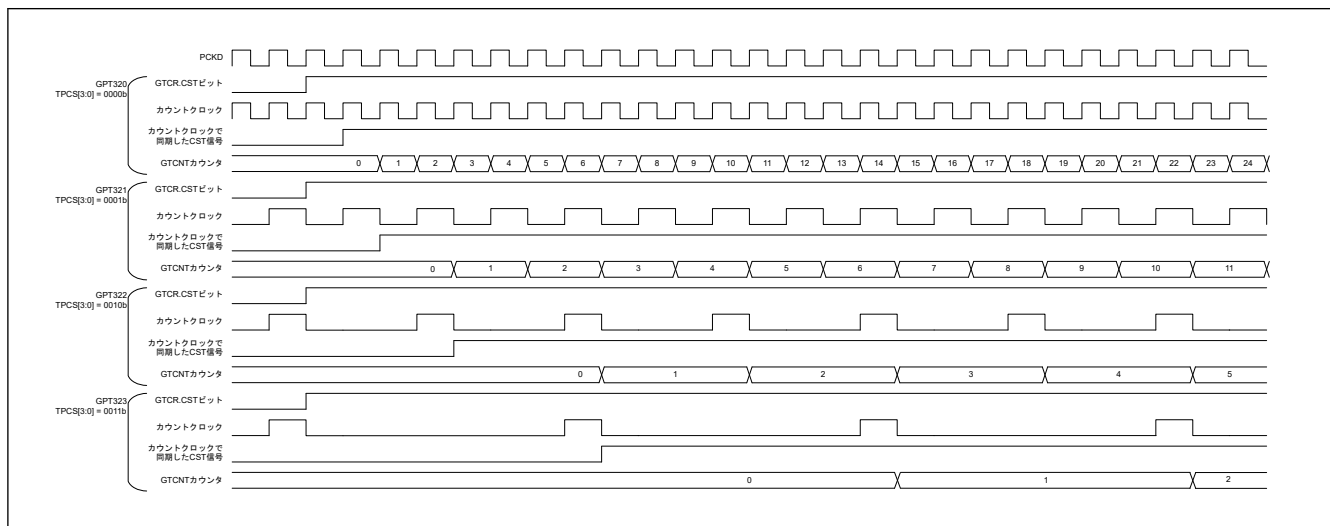 PCKD
GPT320
TPCS[3:0] = 0000b
GTCR.CSTビット
カウントクロック
カウントクロックで
同期したCST信号
GTCNTカウンタ
0 1 2 3 4 5 6 7 8 9 10 11 12 13 14 15 16 17 18 19 20 21 22 23 24
GPT321
TPCS[3:0] = 0001b
GTCR.CSTビット
カウントクロック
カウントクロックで
同期したCST信号
GTCNTカウンタ
0 1 2 3 4 5 6 7 8 9 10 11
GPT322
TPCS[3:0] = 0010b
GTCR.CSTビット
カウントクロック
カウントクロックで
同期したCST信号
GTCNTカウンタ
0 1 2 3 4 5
GPT323
TPCS[3:0] = 0011b
GTCR.CSTビット
カウントクロック
カウントクロックで
同期したCST信号
GTCNTカウンタ
0 1 2